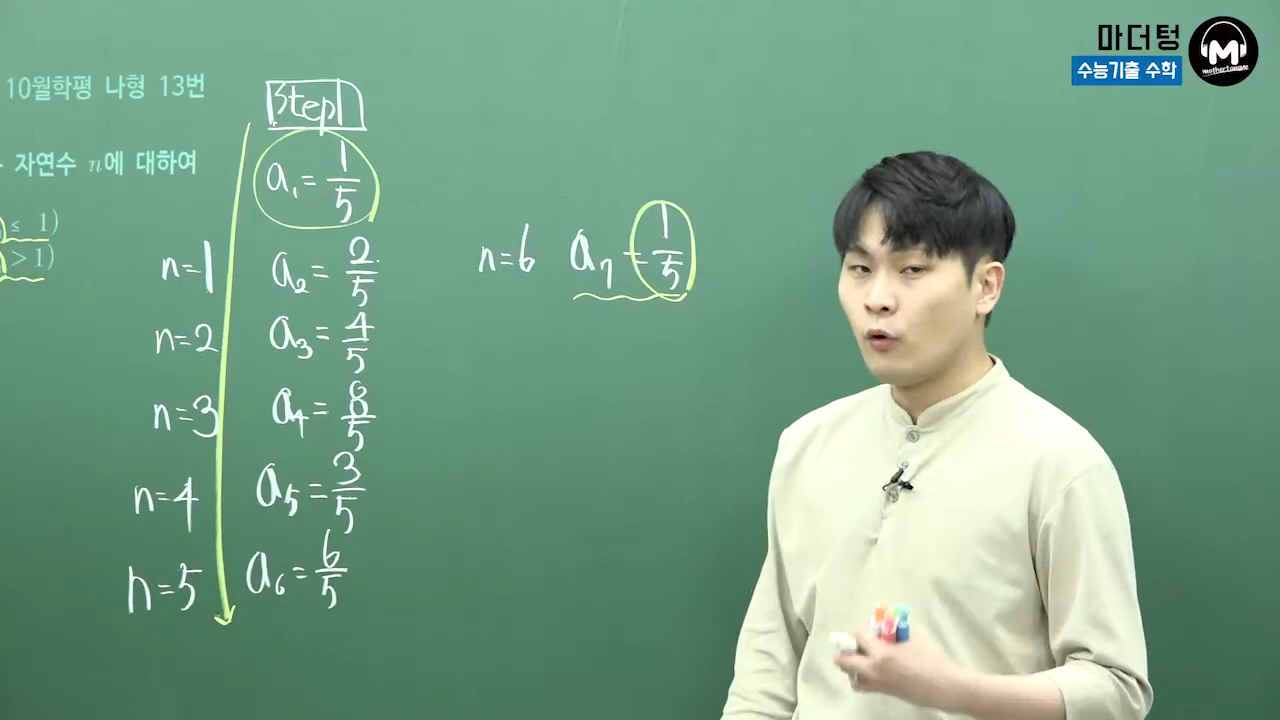 마더텅
수능기출 수학
M
mothertongue
10월학평 나형 13번
자연수 n에 대하여
≤ 1)
> 1)
Step1
a₁ = 1/5
n=1 a₂ = 2/5
n=2 a₃ = 4/5
n=3 a₄ = 8/5
n=4 a₅ = 3/5
n=5 a₆ = 6/5
n=6 a₇ = 1/5